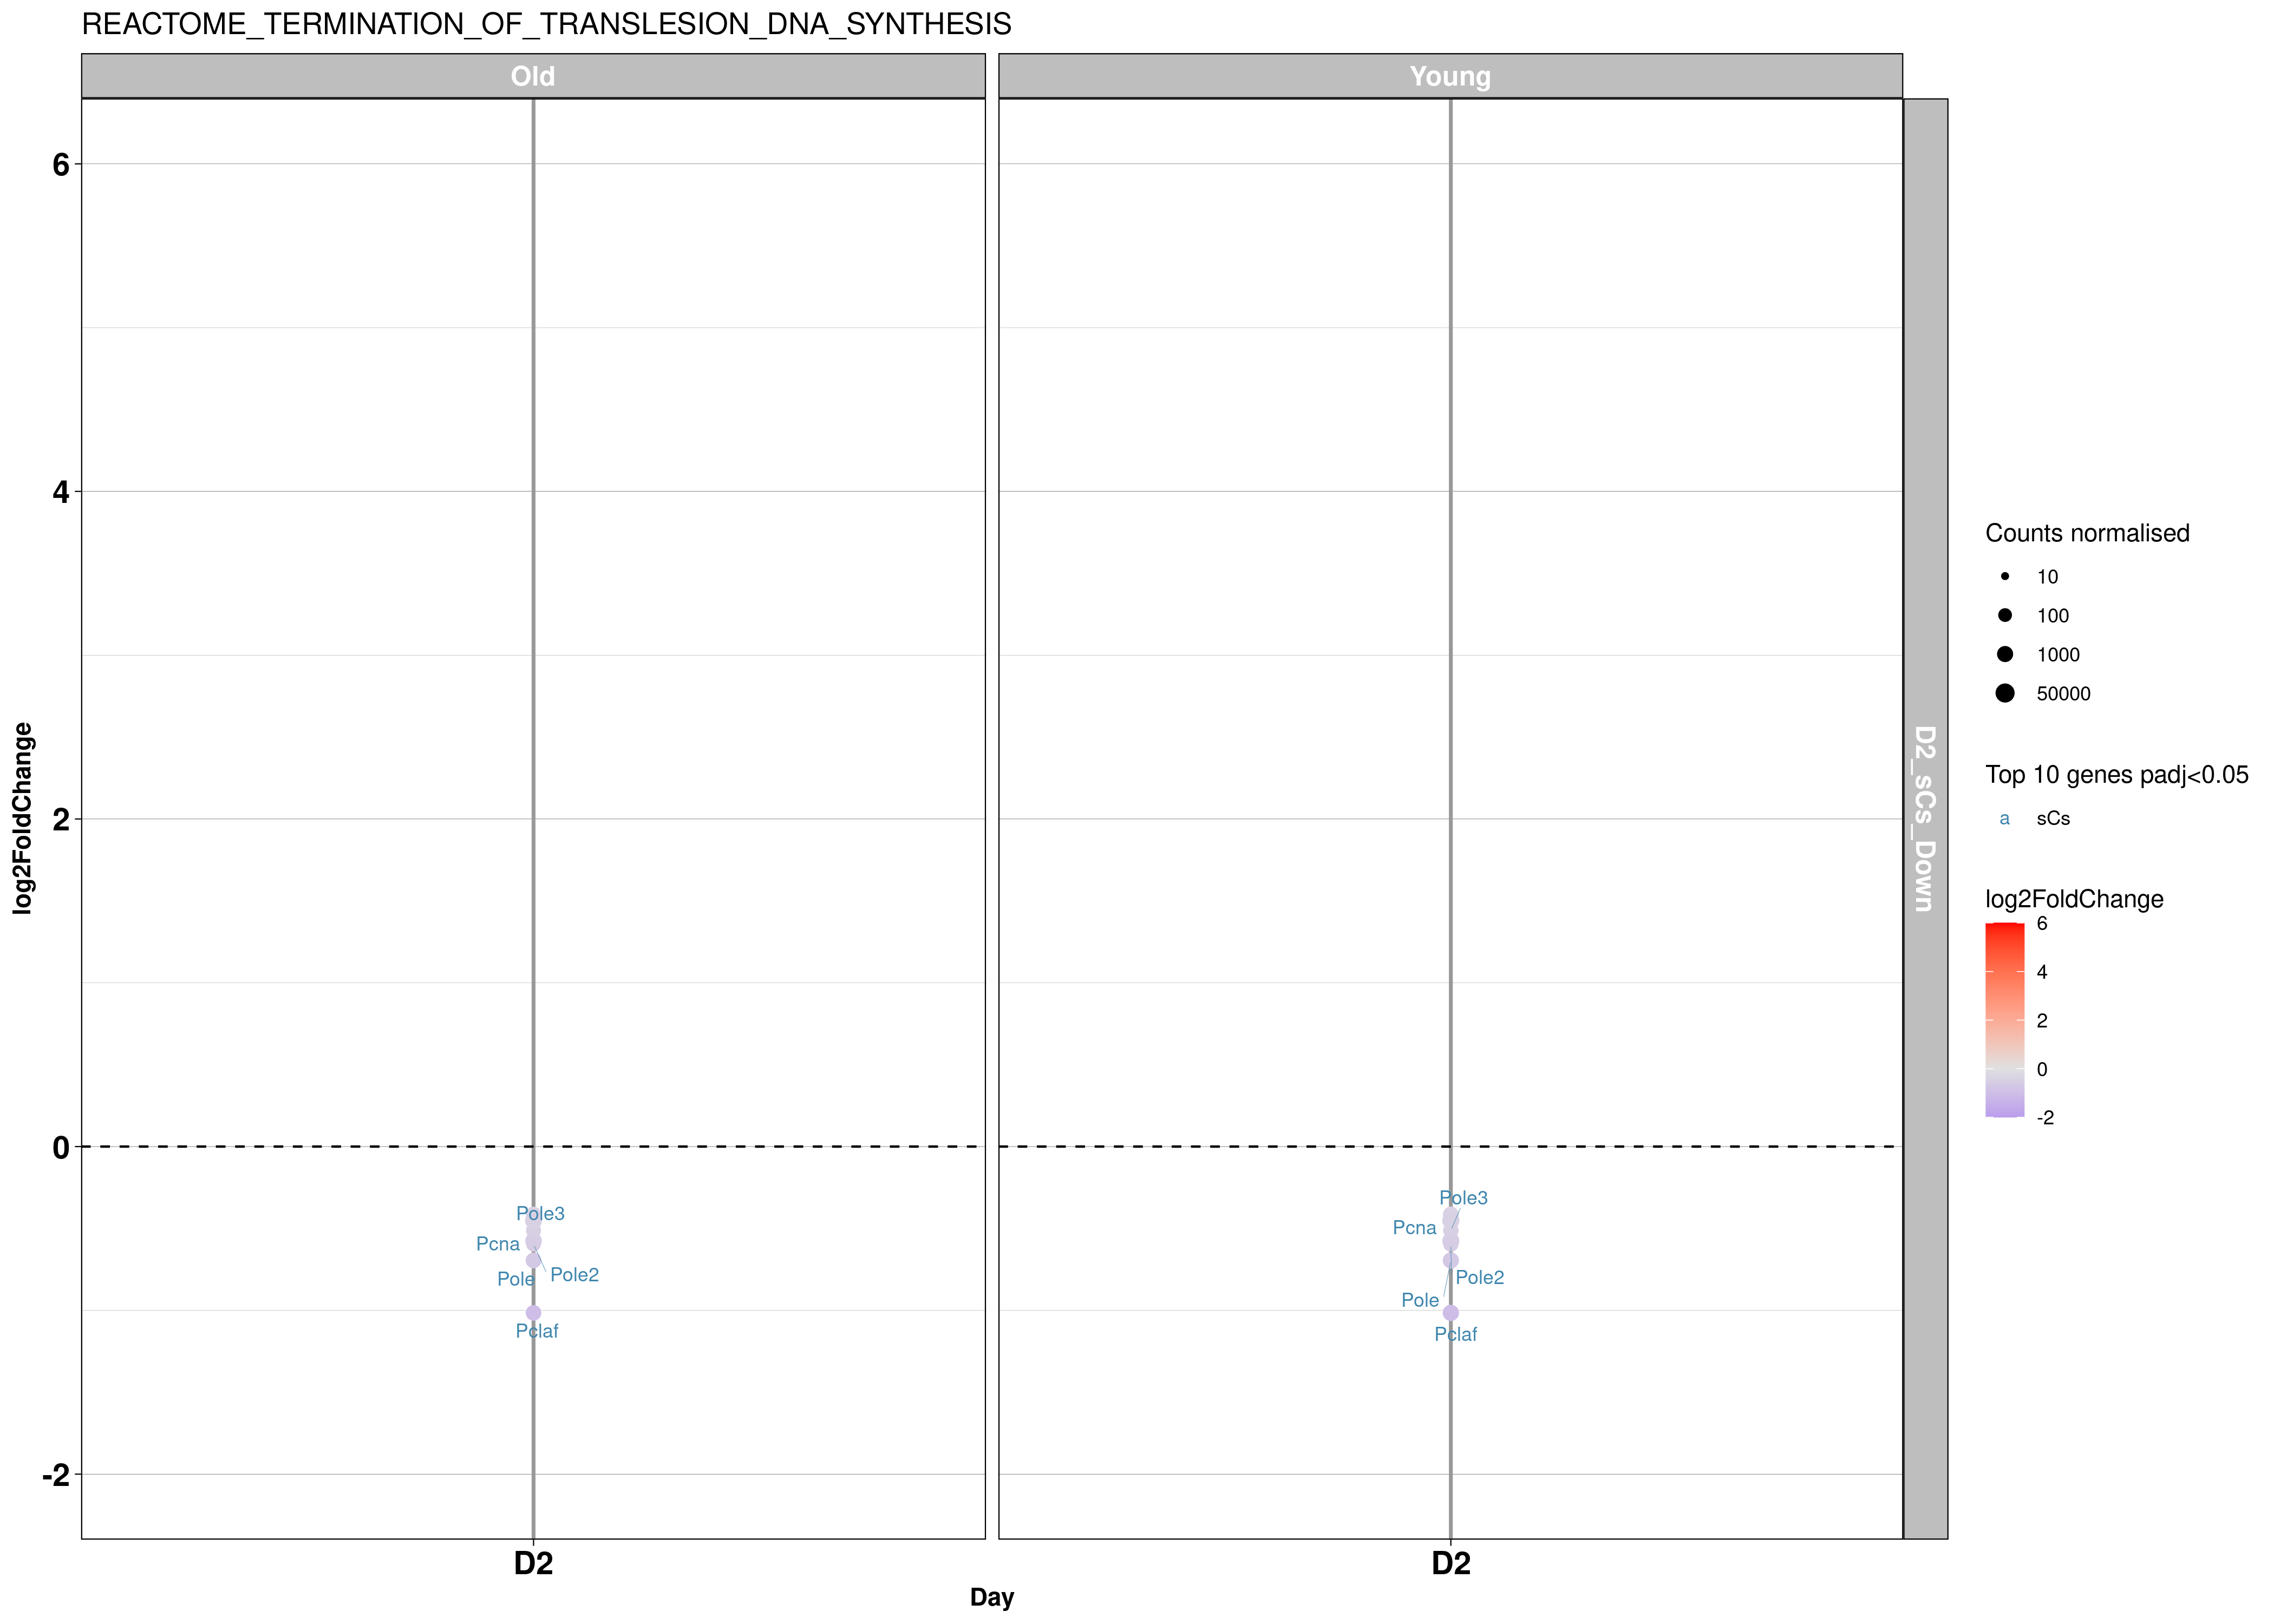 REACTOME_TERMINATION_OF_TRANSLESION_DNA_SYNTHESIS
Old
Young
6
4
2
0
-2
log2FoldChange
Pole3
Pcna
Pole2
Pole
Pclaf
Pole3
Pcna
Pole2
Pole
Pclaf
D2
D2
Day
D2_sCs_Down
Counts normalised
10
100
1000
50000
Top 10 genes padj<0.05
a sCs
log2FoldChange
6
4
2
0
-2